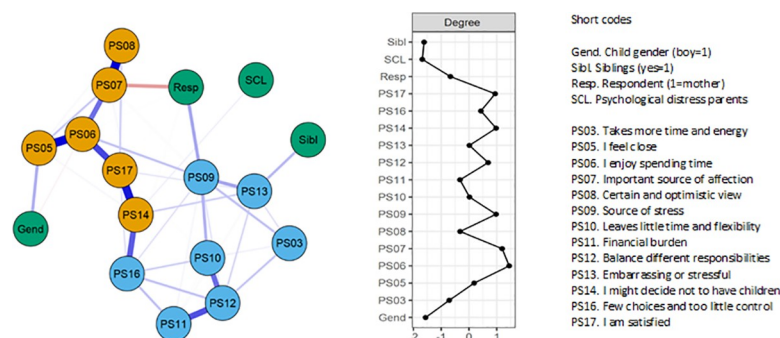 PS08
PS07
Resp
SCL
PS06
PS05
Sibl
PS17
PS09
PS13
PS14
Gend
PS03
PS10
PS16
PS12
PS11
Degree
Sibl
SCL
Resp
PS17
PS16
PS14
PS13
PS12
PS11
PS10
PS09
PS08
PS07
PS06
PS05
PS03
Gend
-2 -1 0 1
Short codes
Gend. Child gender (boy=1)
Sibl. Siblings (yes=1)
Resp. Respondent (1=mother)
SCL. Psychological distress parents
PS03. Takes more time and energy
PS05. I feel close
PS06. I enjoy spending time
PS07. Important source of affection
PS08. Certain and optimistic view
PS09. Source of stress
PS10. Leaves little time and flexibility
PS11. Financial burden
PS12. Balance different responsibilities
PS13. Embarrassing or stressful
PS14. I might decide not to have children
PS16. Few choices and too little control
PS17. I am satisfied